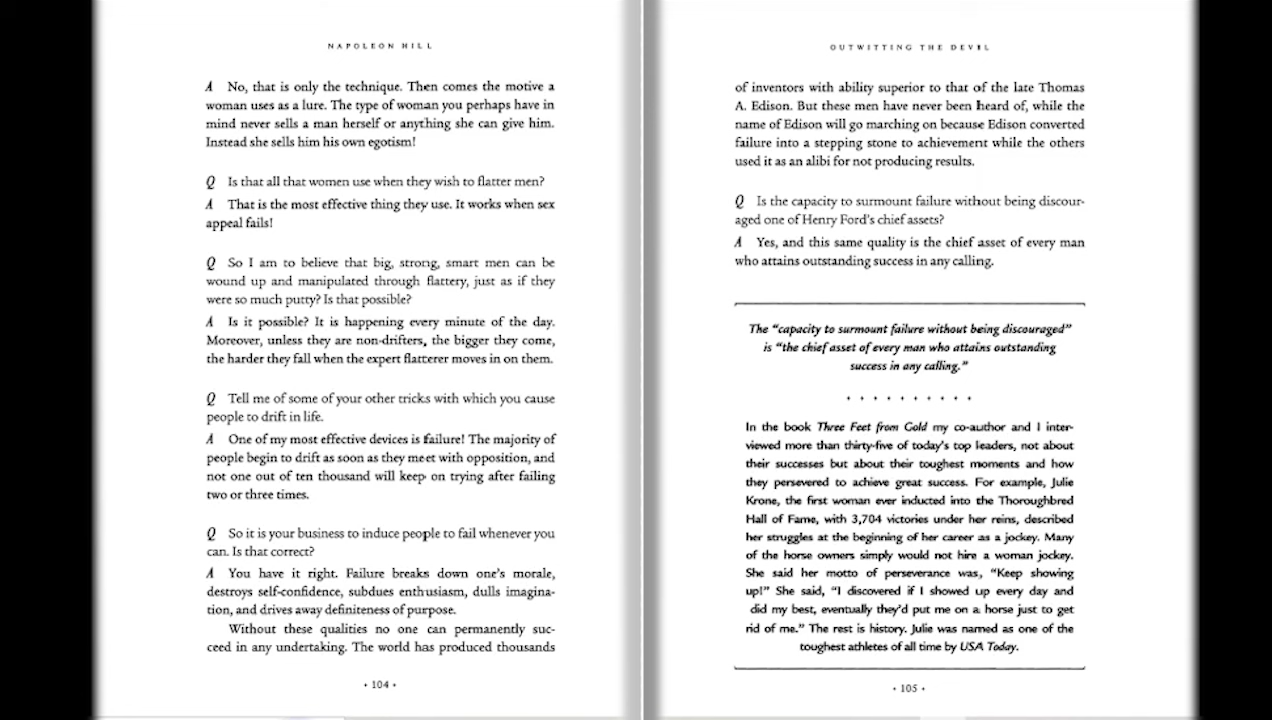 NAPOLEON HILL
A No, that is only the technique. Then comes the motive a
woman uses as a lure. The type of woman you perhaps have in
mind never sells a man herself or anything she can give him.
Instead she sells him his own egotism!
Q Is that all that women use when they wish to flatter men?
A That is the most effective thing they use. It works when sex
appeal fails!
Q So I am to believe that big, strong, smart men can be
wound up and manipulated through flattery, just as if they
were so much putty? Is that possible?
A Is it possible? It is happening every minute of the day.
Moreover, unless they are non-drifters, the bigger they come,
the harder they fall when the expert flatterer moves in on them.
Q Tell me of some of your other tricks with which you cause
people to drift in life.
A One of my most effective devices is failure! The majority of
people begin to drift as soon as they meet with opposition, and
not one out of ten thousand will keep on trying after failing
two or three times.
Q So it is your business to induce people to fail whenever you
can. Is that correct?
A You have it right. Failure breaks down one's morale,
destroys self-confidence, subdues enthusiasm, dulls imagina-
tion, and drives away definiteness of purpose.
Without these qualities no one can permanently suc-
ceed in any undertaking. The world has produced thousands
• 104 •
OUTWITTING THE DEVIL
of inventors with ability superior to that of the late Thomas
A. Edison. But these men have never been heard of, while the
name of Edison will go marching on because Edison converted
failure into a stepping stone to achievement while the others
used it as an alibi for not producing results.
Q Is the capacity to surmount failure without being discour-
aged one of Henry Ford's chief assets?
A Yes, and this same quality is the chief asset of every man
who attains outstanding success in any calling.
The "capacity to surmount failure without being discouraged"
is "the chief asset of every man who attains outstanding
success in any calling."
• • • • • • • • • •
In the book Three Feet from Gold my co-author and I inter-
viewed more than thirty-five of today's top leaders, not about
their successes but about their toughest moments and how
they persevered to achieve great success. For example, Julie
Krone, the first woman ever inducted into the Thoroughbred
Hall of Fame, with 3,704 victories under her reins, described
her struggles at the beginning of her career as a jockey. Many
of the horse owners simply would not hire a woman jockey.
She said her motto of perseverance was, "Keep showing
up!" She said, "I discovered if I showed up every day and
did my best, eventually they'd put me on a horse just to get
rid of me." The rest is history. Julie was named as one of the
toughest athletes of all time by USA Today.
• 105 •